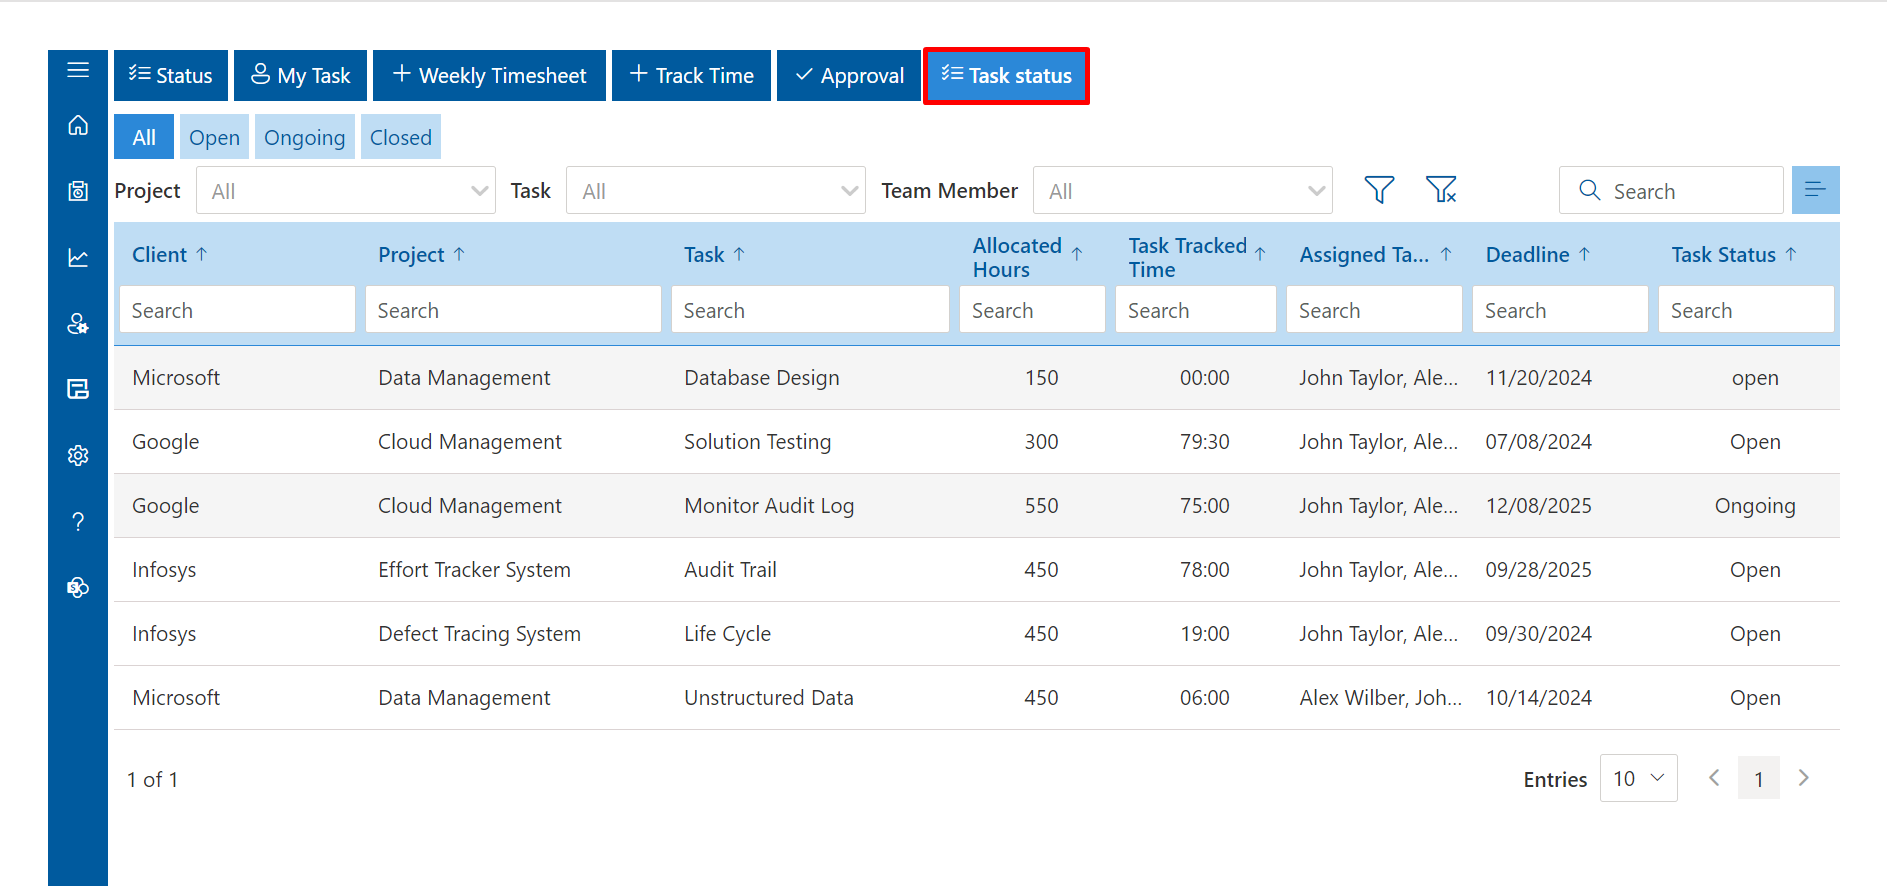 Status My Task + Weekly Timesheet + Track Time Approval Task status
All Open Ongoing Closed
Project All Task All Team Member All Search
Client ↑ Project ↑ Task ↑ Allocated Hours ↑ Task Tracked Time ↑ Assigned Ta... ↑ Deadline ↑ Task Status ↑
Search Search Search Search Search Search Search Search
Microsoft Data Management Database Design 150 00:00 John Taylor, Ale... 11/20/2024 open
Google Cloud Management Solution Testing 300 79:30 John Taylor, Ale... 07/08/2024 Open
Google Cloud Management Monitor Audit Log 550 75:00 John Taylor, Ale... 12/08/2025 Ongoing
Infosys Effort Tracker System Audit Trail 450 78:00 John Taylor, Ale... 09/28/2025 Open
Infosys Defect Tracing System Life Cycle 450 19:00 John Taylor, Ale... 09/30/2024 Open
Microsoft Data Management Unstructured Data 450 06:00 Alex Wilber, Joh... 10/14/2024 Open
1 of 1 Entries 10 1